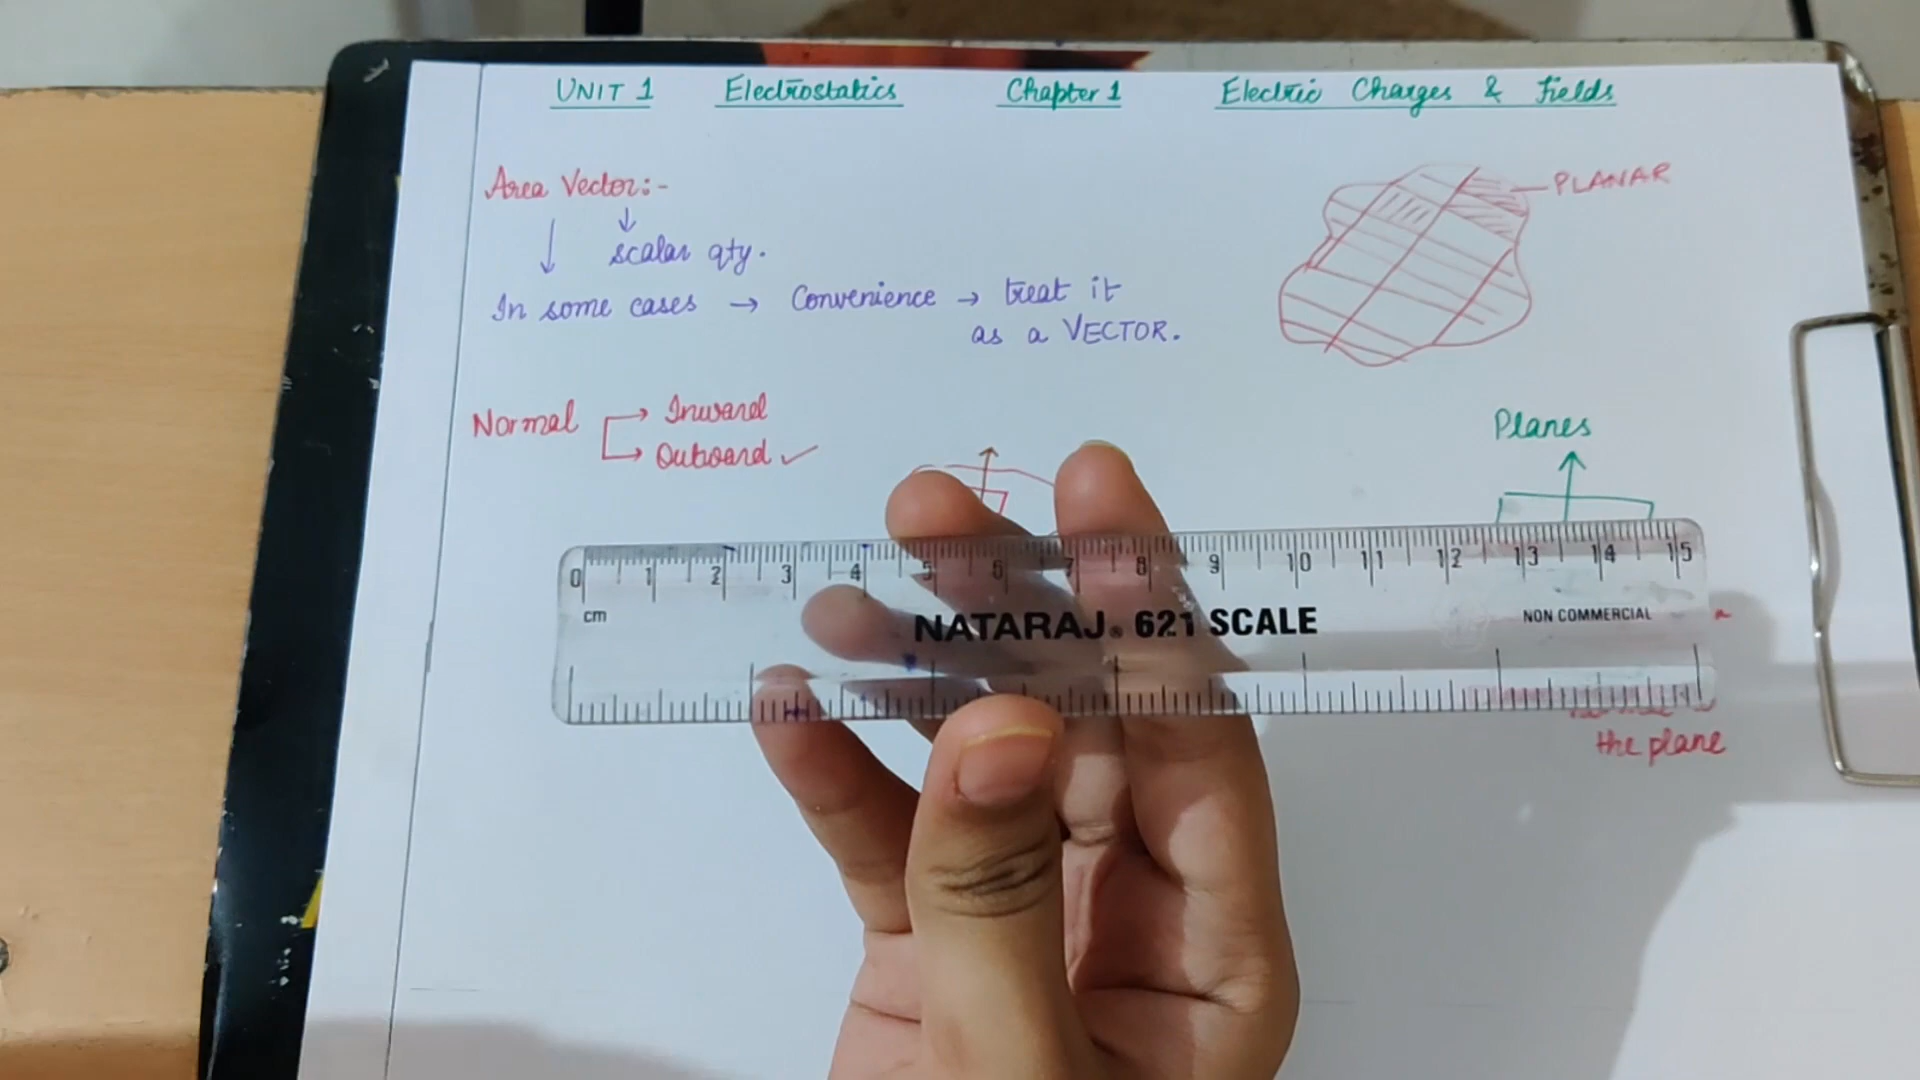 UNIT 1 Electrostatics Chapter 1 Electric Charges & Fields
Area Vector:-
PLANAR
↓ ↓
scalar qty.
In some cases → Convenience → treat it
as a VECTOR.
Normal → Inward
→ Outward ✓
Planes
0 1 2 3 4 5 6 7 8 9 10 11 12 13 14 15
cm
NATARAJ® 621 SCALE
NON COMMERCIAL
the plane